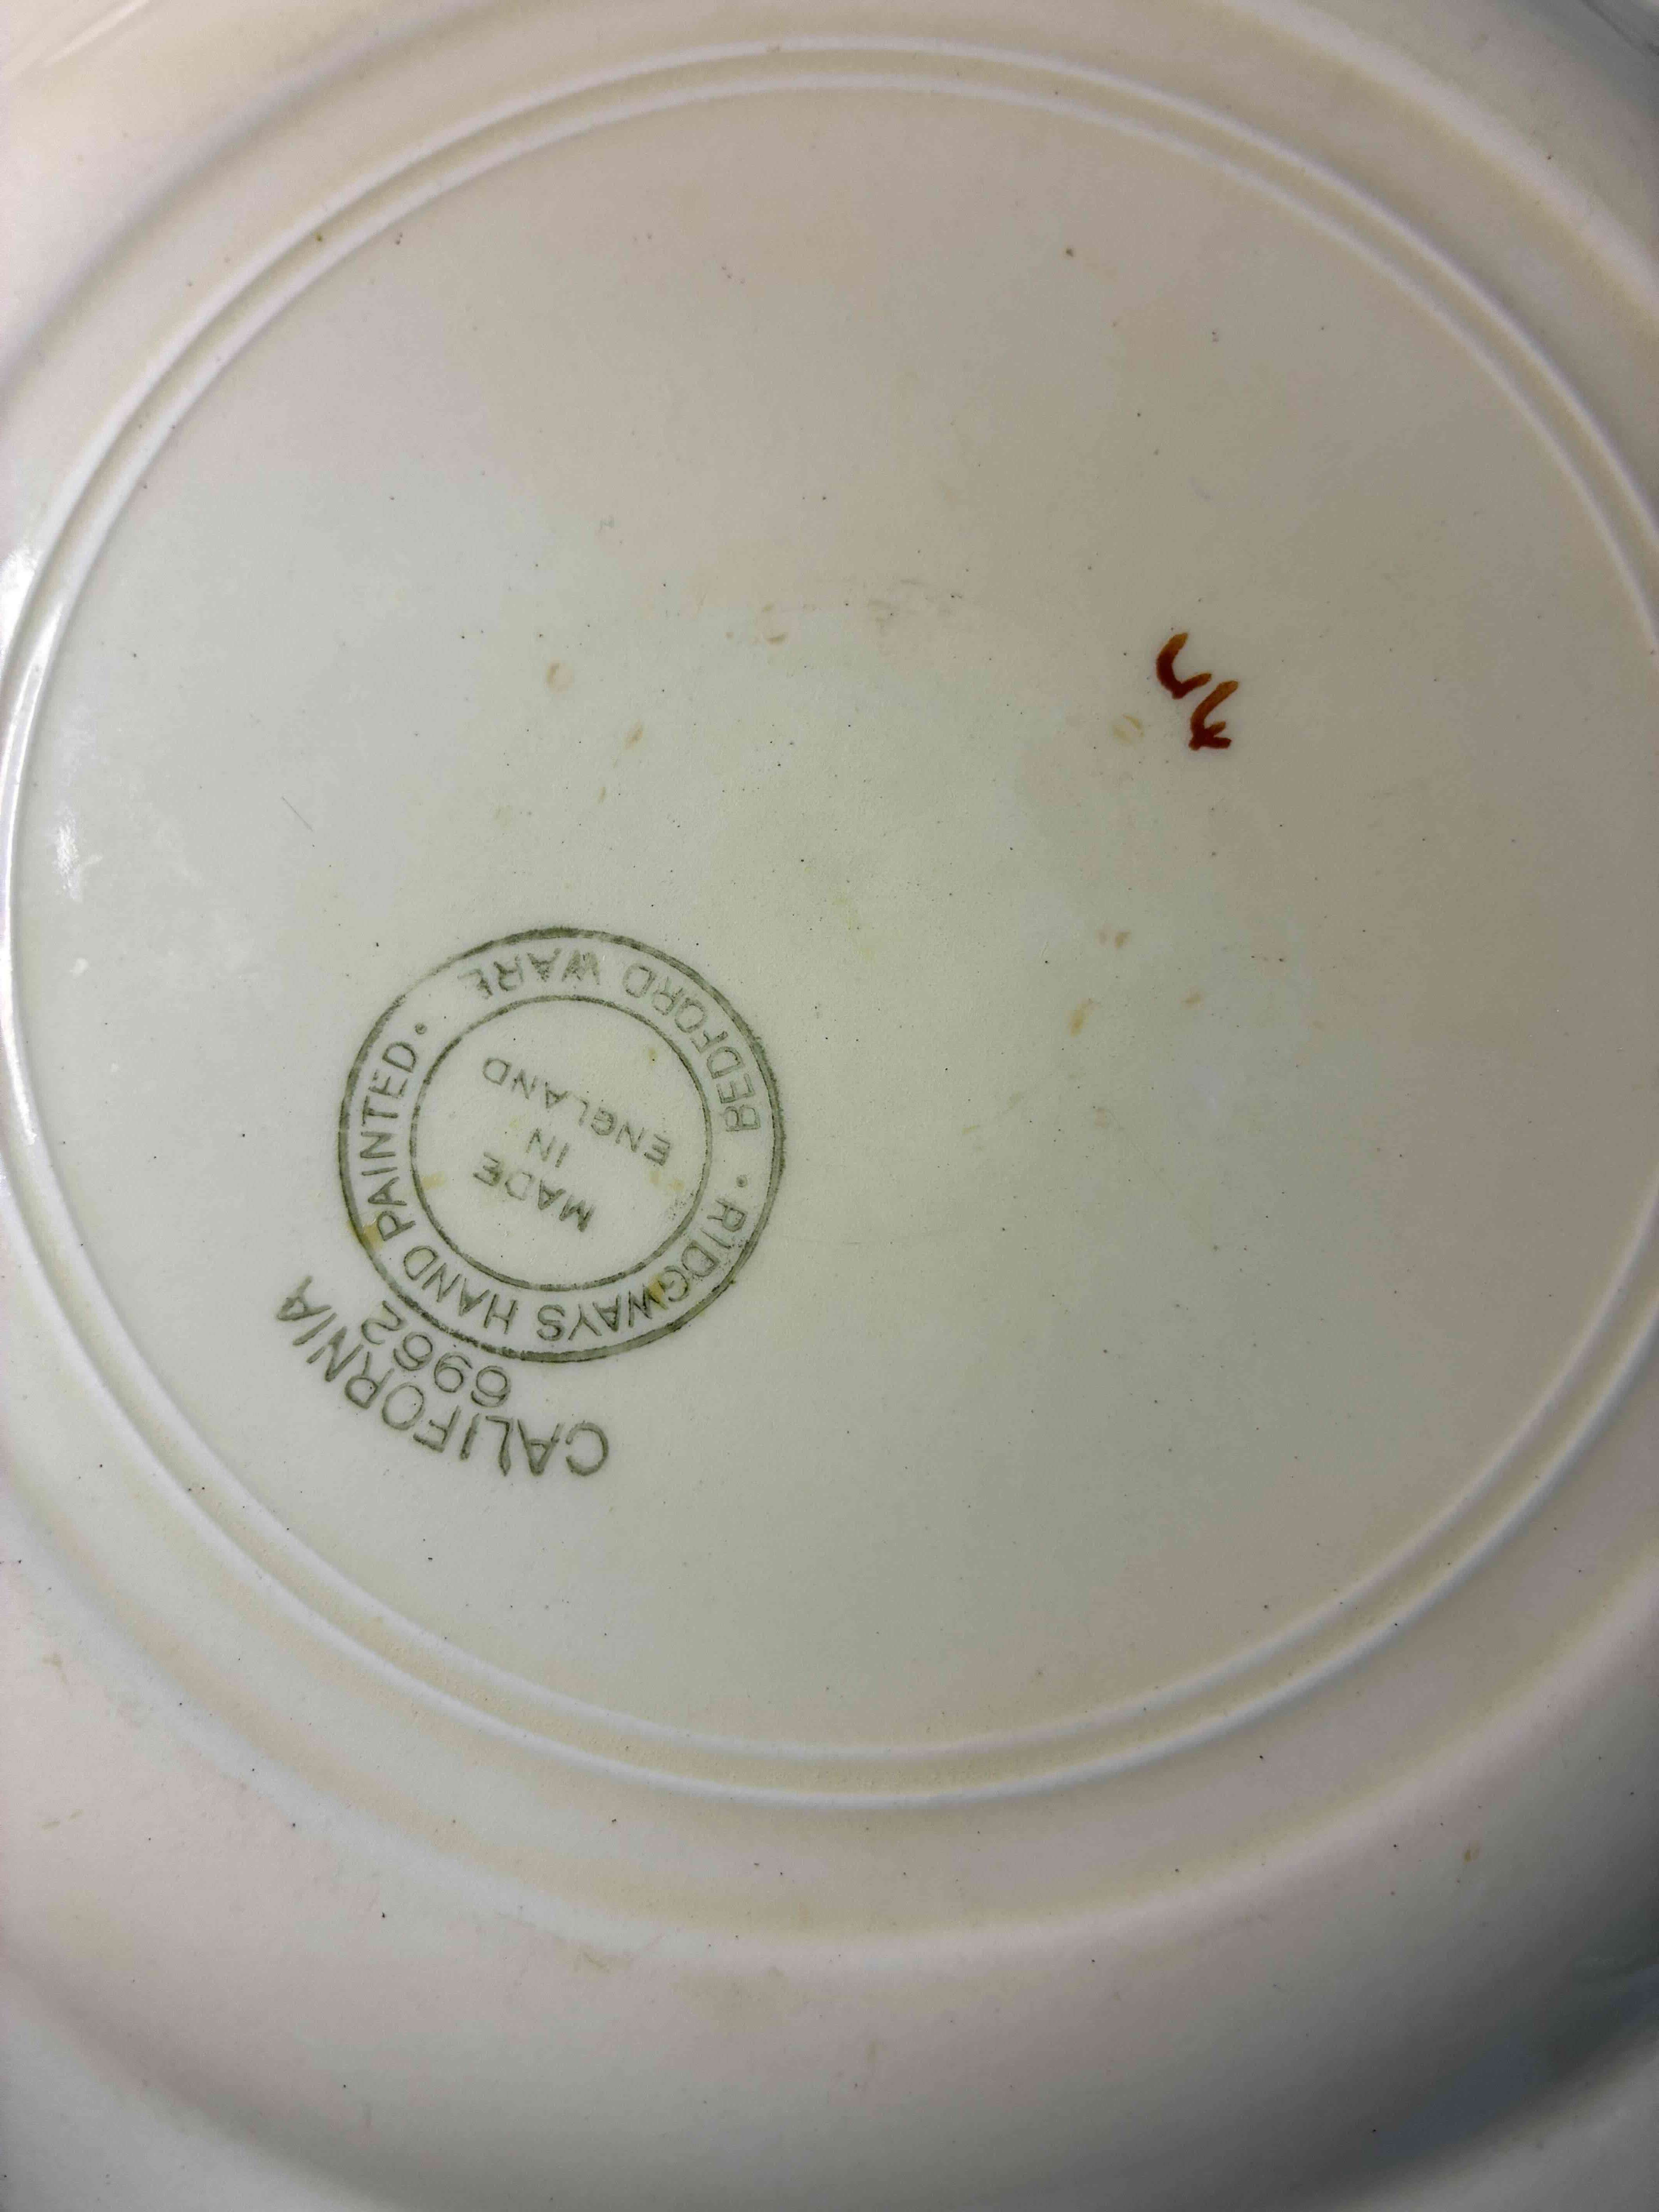 CALIFORNIA
6962
RIDGWAYS HAND PAINTED · BEDFORD WARE ·
MADE
IN
ENGLAND